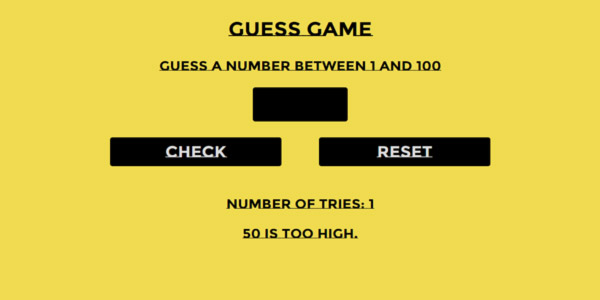 GUESS GAME
GUESS A NUMBER BETWEEN 1 AND 100
CHECK RESET
NUMBER OF TRIES: 1
50 IS TOO HIGH.